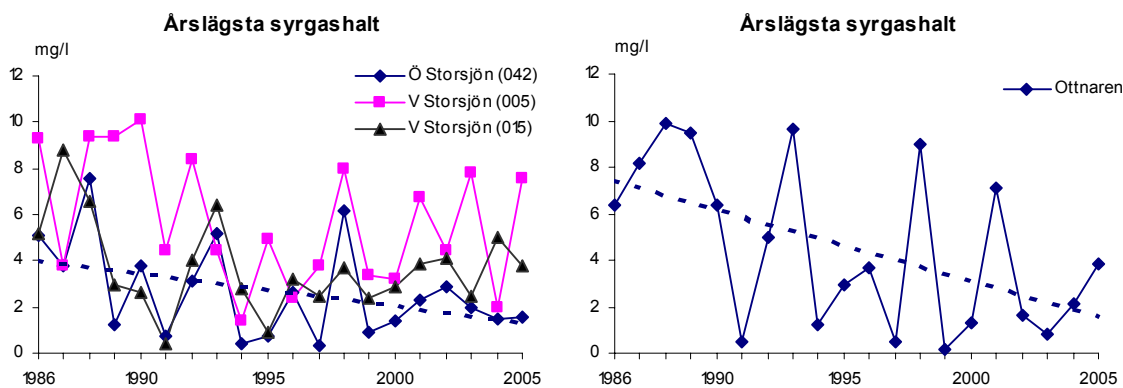 Årslägsta syrgashalt
mg/l
12
10
8
6
4
2
0
1986 1990 1995 2000 2005
Ö Storsjön (042)
V Storsjön (005)
V Storsjön (015)
Årslägsta syrgashalt
mg/l
12
10
8
6
4
2
0
1986 1990 1995 2000 2005
Ottnaren